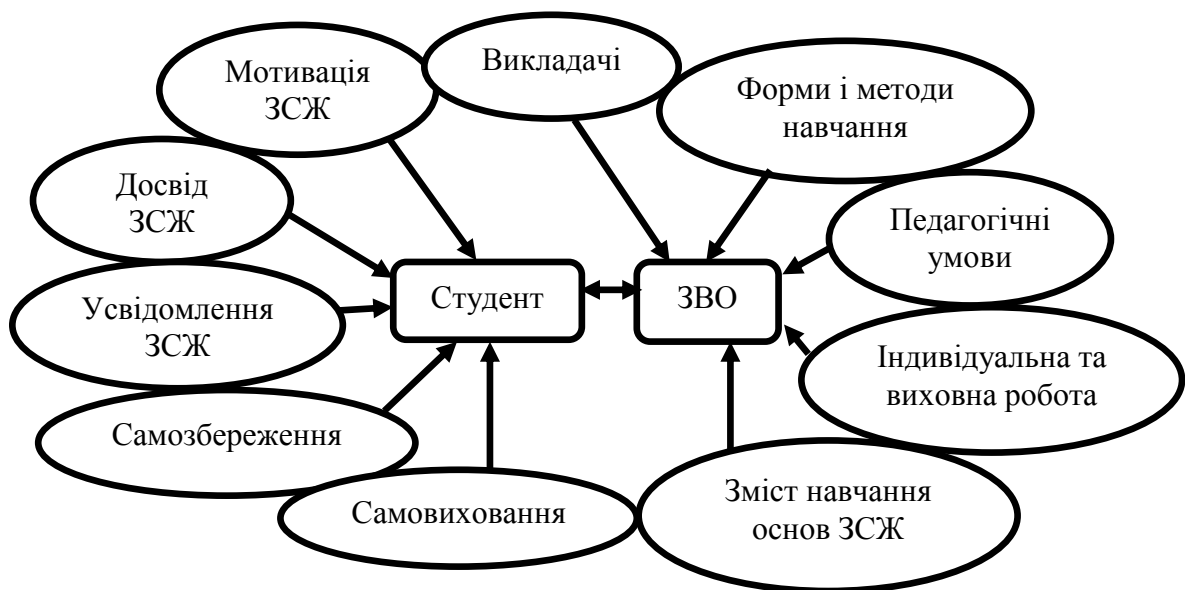 Мотивація
ЗСЖ
Викладачі
Форми і методи
навчання
Досвід
ЗСЖ
Педагогічні
умови
Усвідомлення
ЗСЖ
Студент
ЗВО
Індивідуальна та
виховна робота
Самозбереження
Самовиховання
Зміст навчання
основ ЗСЖ